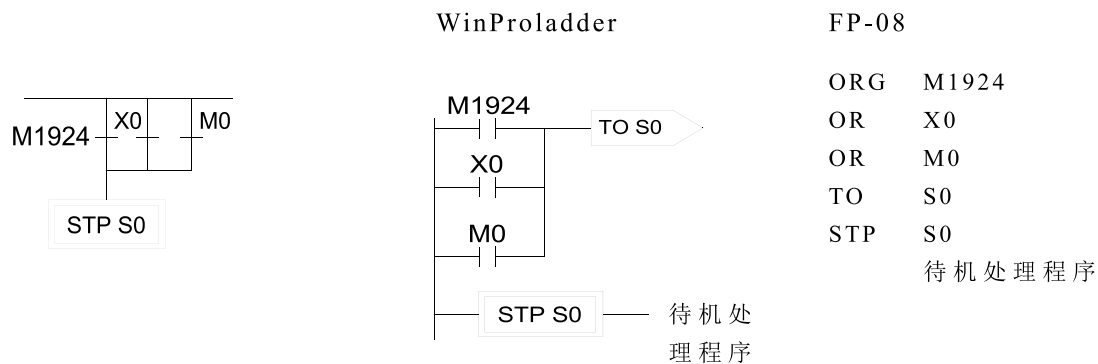 WinProladder
FP-08
M1924
X0
M0
STP S0
M1924
TO S0
X0
M0
STP S0
待机处
理程序
ORG M1924
OR X0
OR M0
TO S0
STP S0
待机处理程序